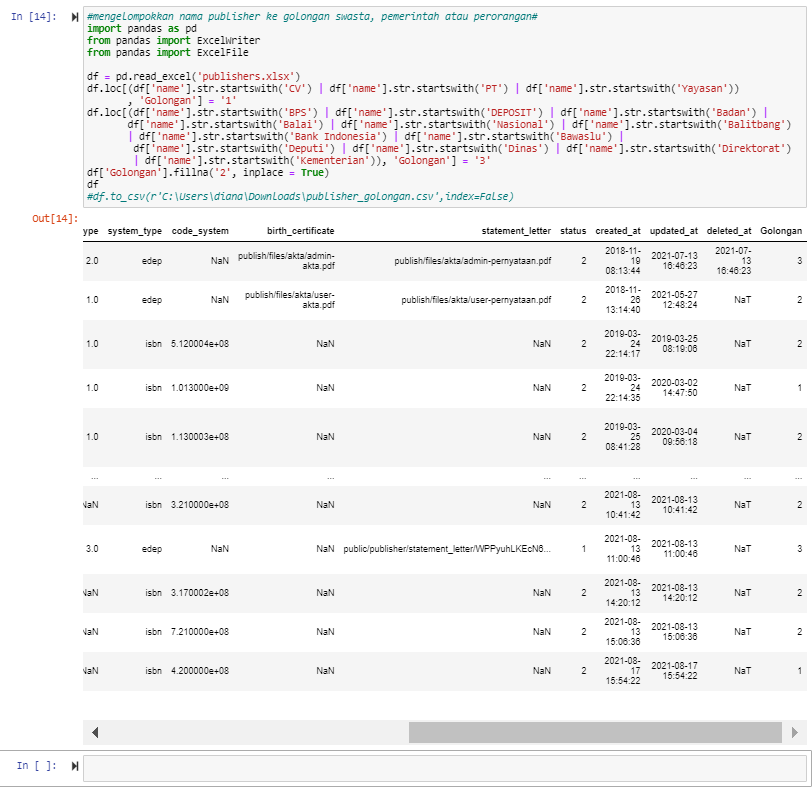 In [14]:
#mengelompokkan nama publisher ke golongan swasta, pemerintah atau perorangan#
import pandas as pd
from pandas import ExcelWriter
from pandas import ExcelFile
df = pd.read_excel('publishers.xlsx')
df.loc[(df['name'].str.startswith('CV') | df['name'].str.startswith('PT') | df['name'].str.startswith('Yayasan'))
, 'Golongan'] = '1'
df.loc[(df['name'].str.startswith('BPS') | df['name'].str.startswith('DEPOSIT') | df['name'].str.startswith('Badan') |
df['name'].str.startswith('Balai') | df['name'].str.startswith('Nasional') | df['name'].str.startswith('Balitbang')
| df['name'].str.startswith('Bank Indonesia') | df['name'].str.startswith('Bawaslu') |
df['name'].str.startswith('Deputi') | df['name'].str.startswith('Dinas') | df['name'].str.startswith('Direktorat')
| df['name'].str.startswith('Kementerian')), 'Golongan'] = '3'
df['Golongan'].fillna('2', inplace = True)
df
#df.to_csv(r'C:\Users\diana\Downloads\publisher_golongan.csv',index=False)
Out[14]:
ype system_type code_system birth_certificate statement_letter status created_at updated_at deleted_at Golongan
2.0 edep NaN publish/files/akta/admin-akta.pdf publish/files/akta/admin-pernyataan.pdf 2 2018-11-19 08:13:44 2021-07-13 16:46:23 2021-07-13 16:46:23 3
1.0 edep NaN publish/files/akta/user-akta.pdf publish/files/akta/user-pernyataan.pdf 2 2018-11-26 13:14:40 2021-05-27 12:48:24 NaT 2
1.0 isbn 5.120004e+08 NaN NaN 2 2019-03-24 22:14:17 2019-03-25 08:19:06 NaT 2
1.0 isbn 1.013000e+09 NaN NaN 2 2019-03-24 22:14:35 2020-03-02 14:47:50 NaT 1
1.0 isbn 1.130003e+08 NaN NaN 2 2019-03-25 08:41:28 2020-03-04 09:56:18 NaT 2
... ... ... ... ... ... ... ... ... ...
NaN isbn 3.210000e+08 NaN NaN 2 2021-08-13 10:41:42 2021-08-13 10:41:42 NaT 2
3.0 edep NaN NaN public/publisher/statement_letter/WPPyuhLKEcN6... 1 2021-08-13 11:00:46 2021-08-13 11:00:46 NaT 3
NaN isbn 3.170002e+08 NaN NaN 2 2021-08-13 14:20:12 2021-08-13 14:20:12 NaT 2
NaN isbn 7.210000e+08 NaN NaN 2 2021-08-13 15:06:36 2021-08-13 15:06:36 NaT 2
NaN isbn 4.200000e+08 NaN NaN 2 2021-08-17 15:54:22 2021-08-17 15:54:22 NaT 1
In [ ]: